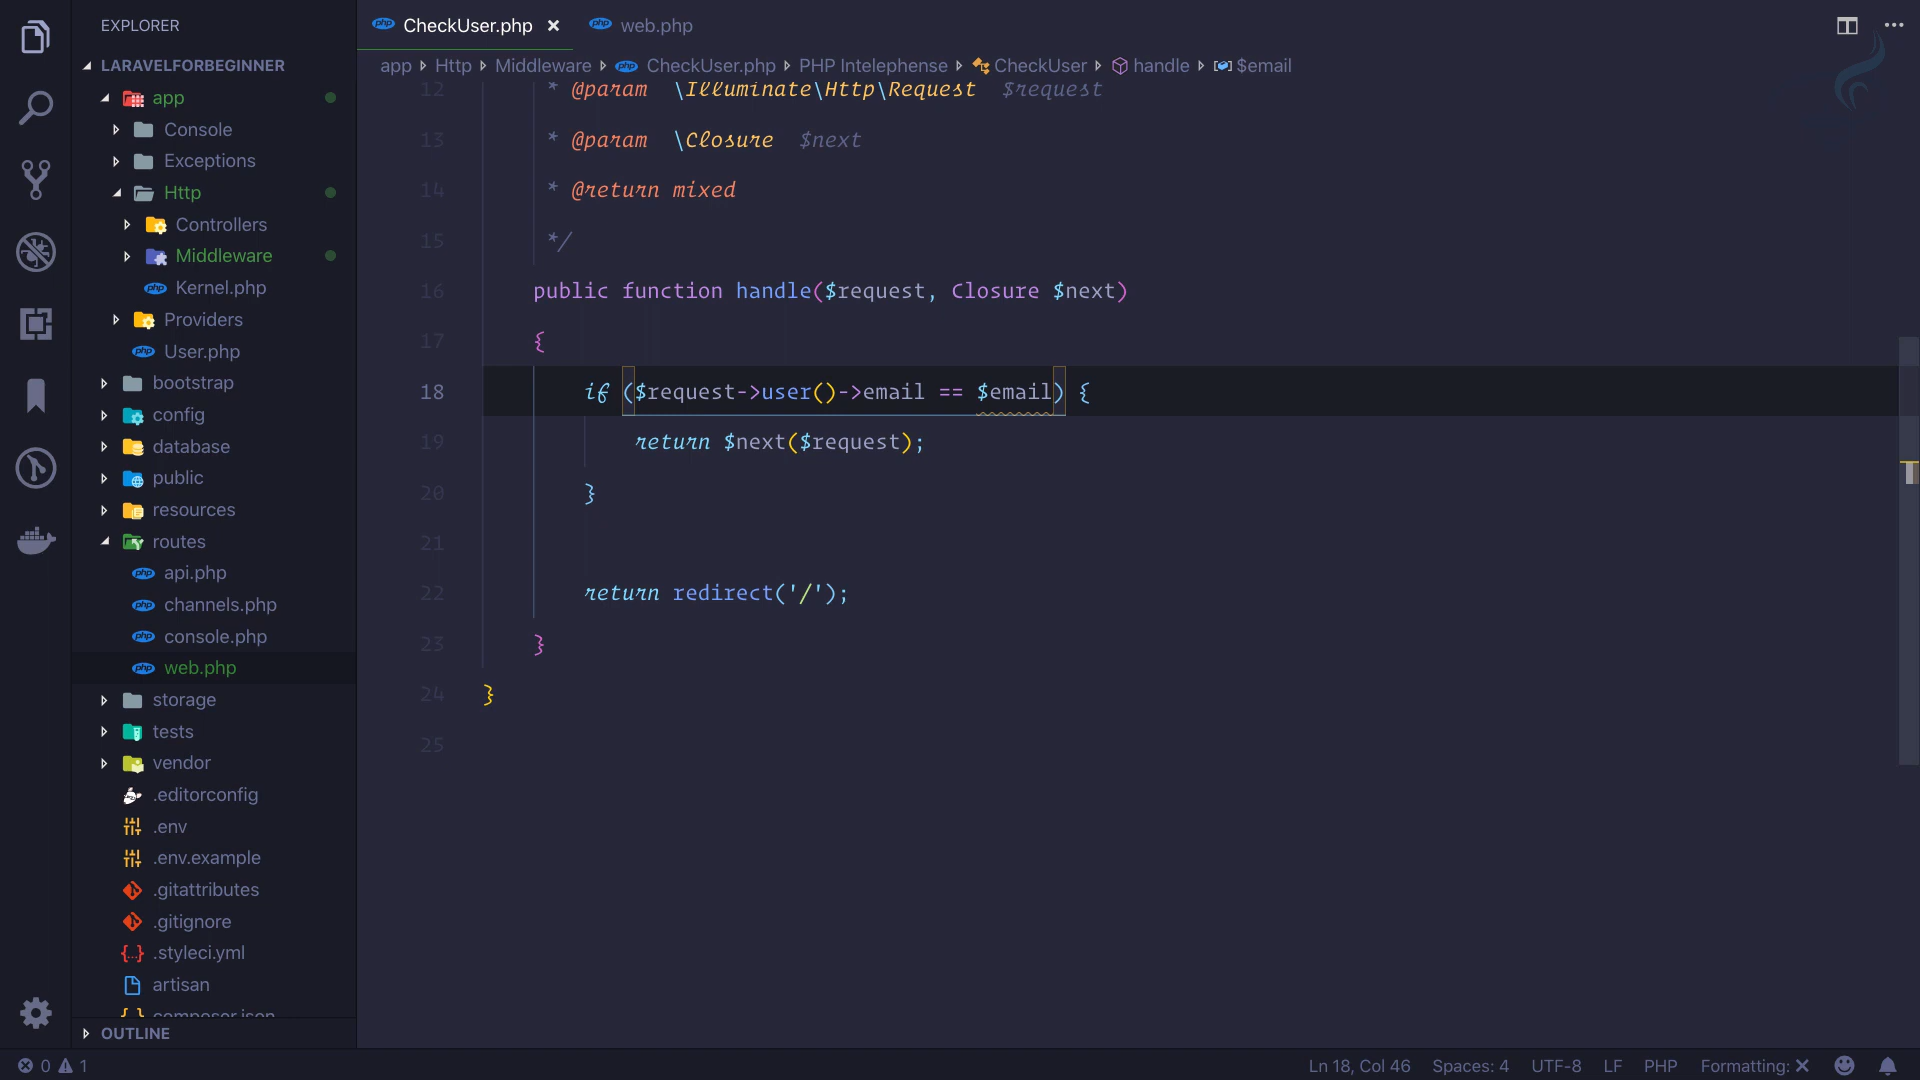 EXPLORER
LARAVELFORBEGINNER
app
Console
Exceptions
Http
Controllers
Middleware
Kernel.php
Providers
User.php
bootstrap
config
database
public
resources
routes
api.php
channels.php
console.php
web.php
storage
tests
vendor
.editorconfig
.env
.env.example
.gitattributes
.gitignore
.styleci.yml
artisan
composer.json
OUTLINE
CheckUser.php
web.php
app Http Middleware CheckUser.php PHP Intelephense CheckUser handle $email
12 * @param \Illuminate\Http\Request $request
13 * @param \Closure $next
14 * @return mixed
15 */
16 public function handle($request, Closure $next)
17 {
18 if ($request->user()->email == $email) {
19 return $next($request);
20 }
21
22 return redirect('/');
23 }
24 }
25
0 1 Ln 18, Col 46 Spaces: 4 UTF-8 LF PHP Formatting: ✕